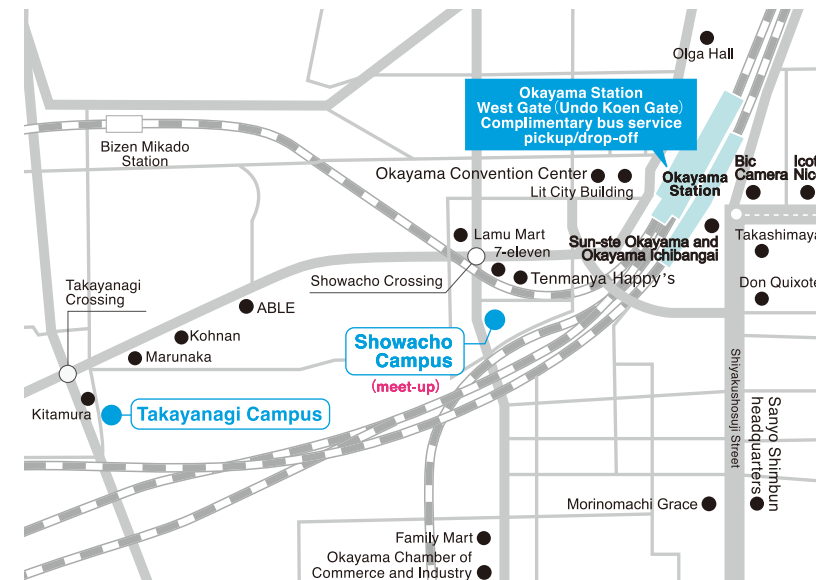 Olga Hall
Okayama Station
West Gate (Undo Koen Gate)
Complimentary bus service
pickup/drop-off
Bizen Mikado
Station
Okayama Convention Center
Lit City Building
Okayama
Station
Bic
Camera
Icot
Nico
Lamu Mart
7-eleven
Sun-ste Okayama and
Okayama Ichibangai
Takashimaya
Tenmanya Happy's
Showacho Crossing
Takayanagi
Crossing
Don Quixote
ABLE
Kohnan
Marunaka
Showacho
Campus
(meet-up)
Kitamura
Takayanagi Campus
Shiyakushosuji Street
Sanyo Shimbun
headquarters
Morinomachi Grace
Family Mart
Okayama Chamber of
Commerce and Industry